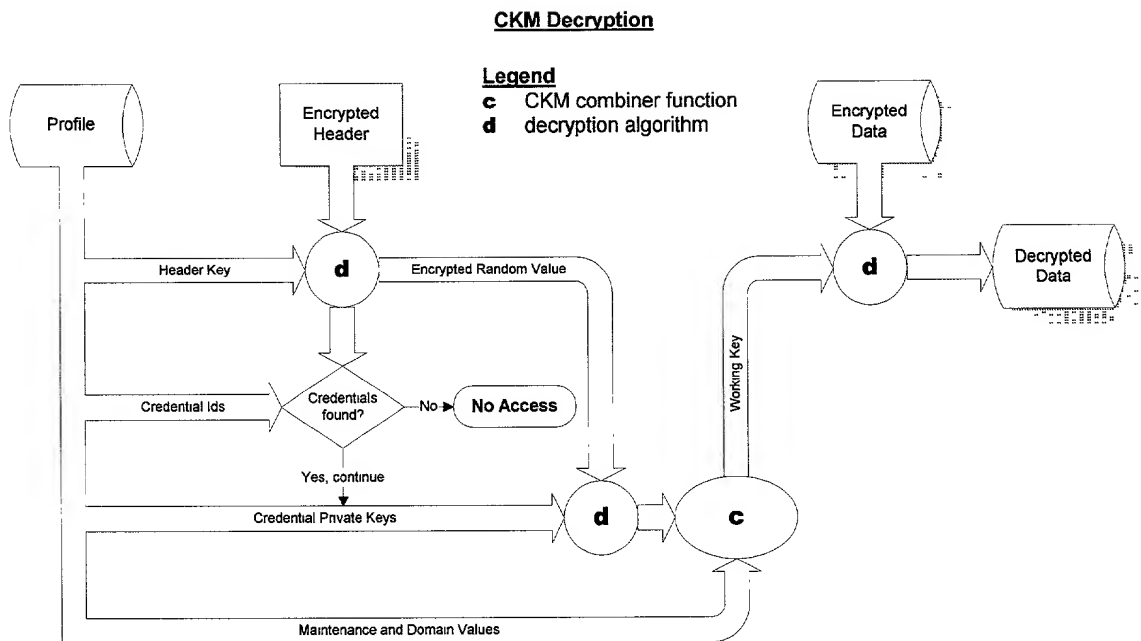 CKM Decryption
Legend
c CKM combiner function
d decryption algorithm
Profile
Encrypted
Header
Encrypted
Data
Header Key
d
Encrypted Random Value
d
Decrypted
Data
Working Key
Credential Ids
Credentials
found?
No
No Access
Yes, continue
Credential Private Keys
d
c
Maintenance and Domain Values